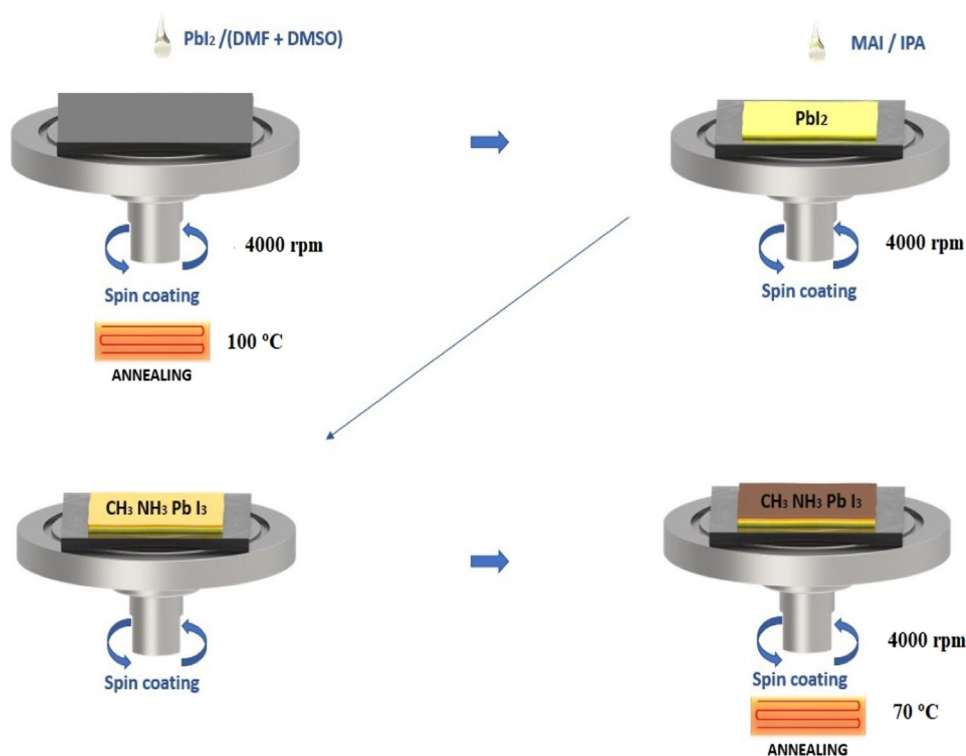 PbI₂ /(DMF + DMSO)
MAI / IPA
PbI₂
4000 rpm
4000 rpm
Spin coating
Spin coating
100 °C
ANNEALING
CH₃ NH₃ Pb I₃
CH₃ NH₃ Pb I₃
4000 rpm
Spin coating
Spin coating
70 °C
ANNEALING